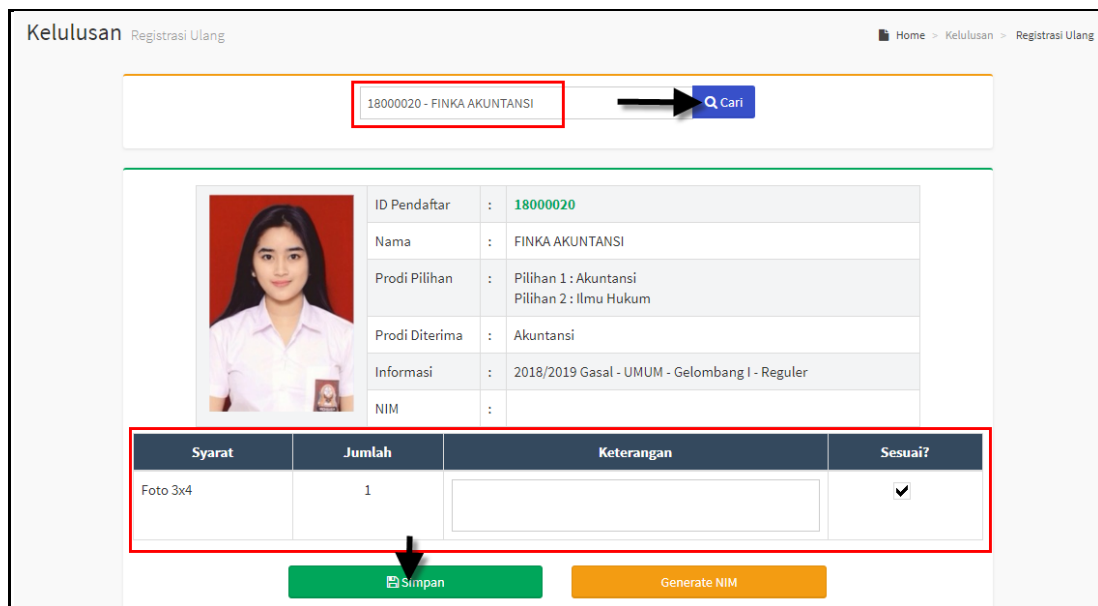 Kelulusan Registrasi Ulang
Home > Kelulusan > Registrasi Ulang
18000020 - FINKA AKUNTANSI
Cari
ID Pendaftar : 18000020
Nama : FINKA AKUNTANSI
Prodi Pilihan : Pilihan 1 : Akuntansi
Pilihan 2 : Ilmu Hukum
Prodi Diterima : Akuntansi
Informasi : 2018/2019 Gasal - UMUM - Gelombang I - Reguler
NIM :
Syarat Jumlah Keterangan Sesuai?
Foto 3x4 1
Simpan Generate NIM